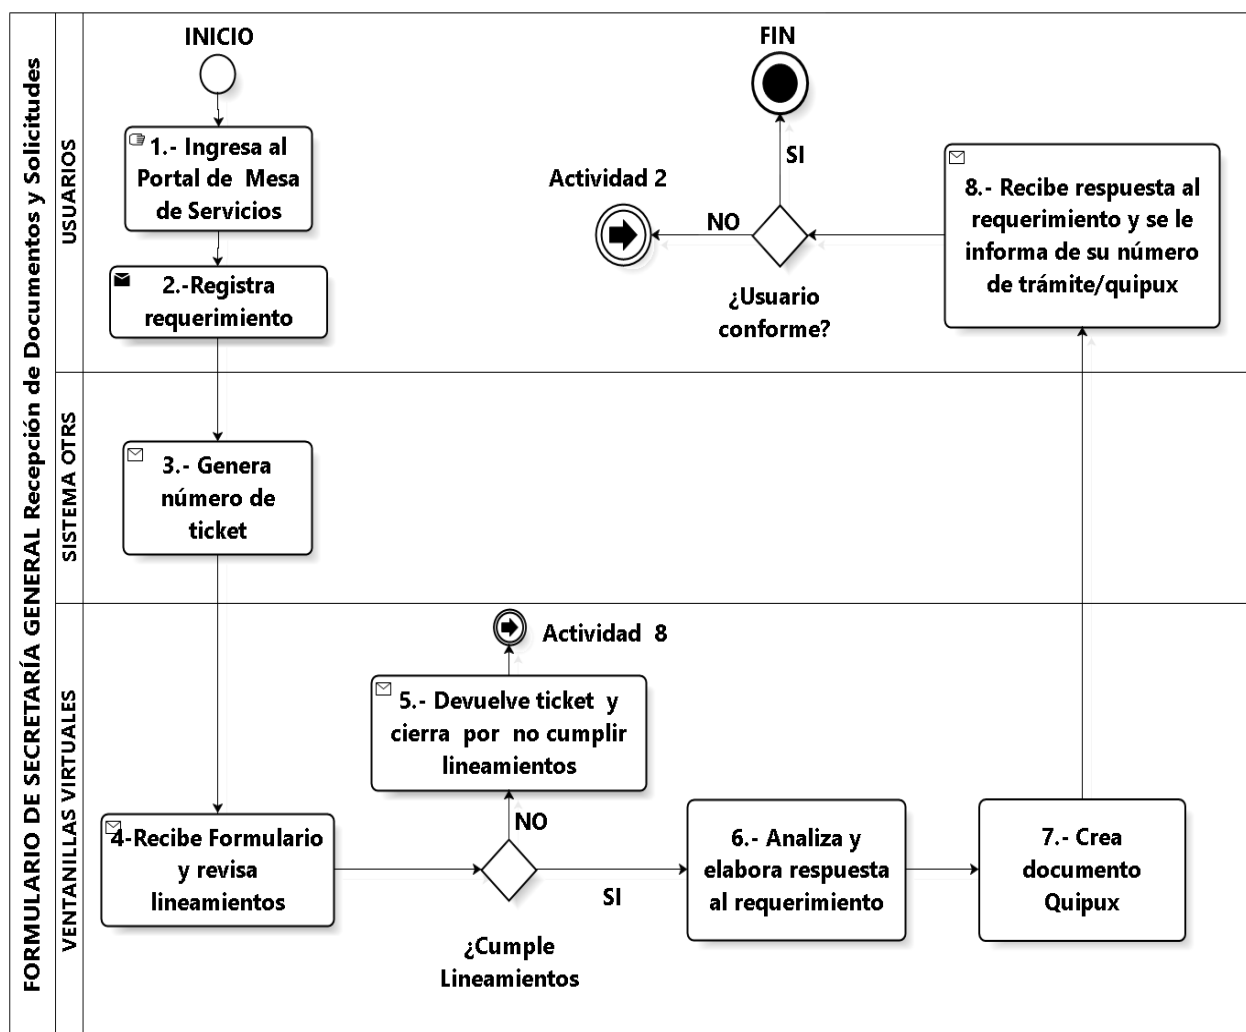 FORMULARIO DE SECRETARÍA GENERAL Recepción de Documentos y Solicitudes
USUARIOS
INICIO
1.- Ingresa al
Portal de Mesa
de Servicios
2.-Registra
requerimiento
FIN
SI
Actividad 2
NO
¿Usuario
conforme?
8.- Recibe respuesta al
requerimiento y se le
informa de su número
de trámite/quipux
SISTEMA OTRS
3.- Genera
número de
ticket
VENTANILLAS VIRTUALES
Actividad 8
5.- Devuelve ticket y
cierra por no cumplir
lineamientos
NO
4-Recibe Formulario
y revisa
lineamientos
SI
¿Cumple
Lineamientos
6.- Analiza y
elabora respuesta
al requerimiento
7.- Crea
documento
Quipux